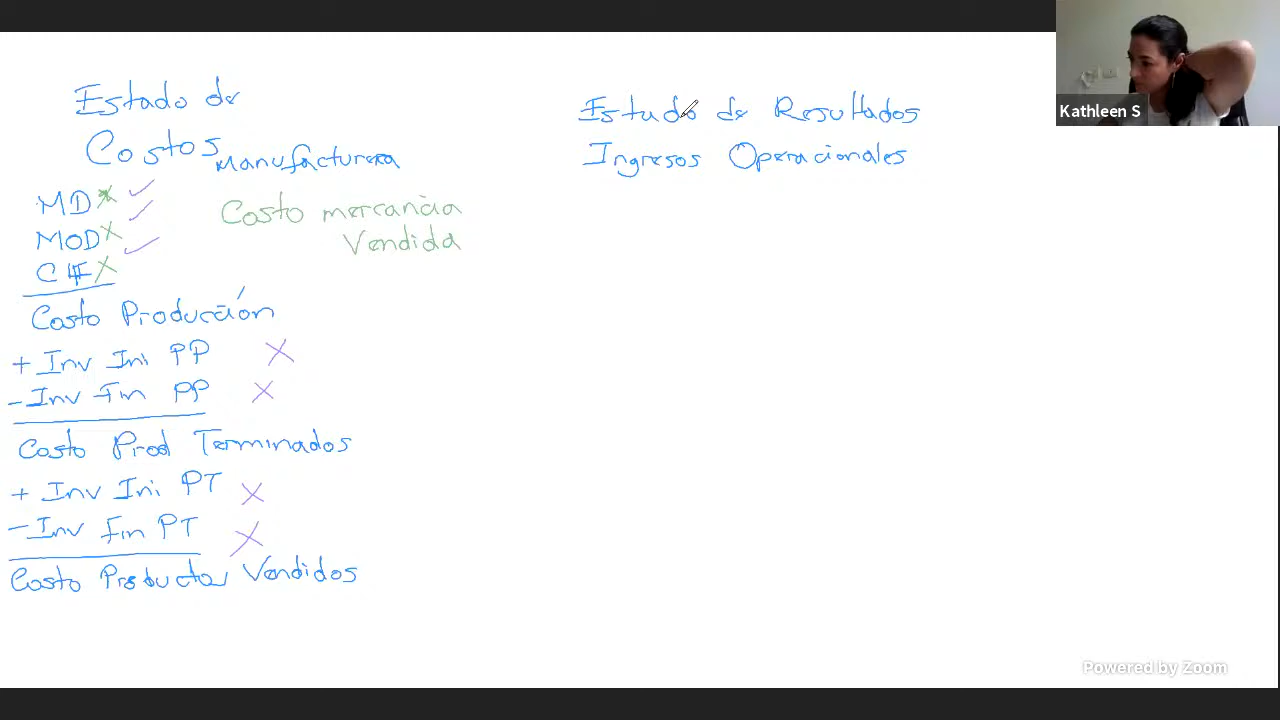 Estado de
Costos Manufacturera
MD
MOD
CIF
Costo Producción
+ Inv Ini PP
- Inv Fin PP
Costo Prod Terminados
+ Inv Ini PT
- Inv Fin PT
Costo Productos Vendidos
Costo mercancia
Vendida
Estado de Resultados
Ingresos Operacionales
Kathleen S
Powered by Zoom